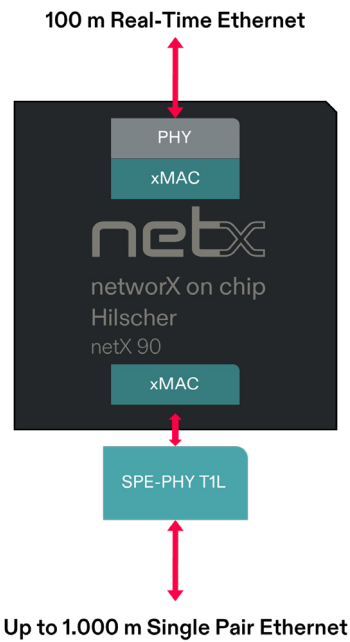 100 m Real-Time Ethernet
PHY
xMAC
netx
networX on chip
Hilscher
netX 90
xMAC
SPE-PHY T1L
Up to 1.000 m Single Pair Ethernet